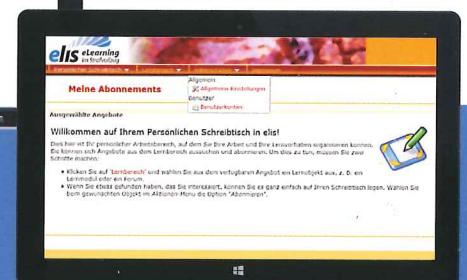 elis eLearning
im Strafvollzug
Persönlicher Schreibtisch
Meine Abonnements
Allgemein
Allgemeine Einstellungen
Benutzer
Benutzerkonten
Ausgewählte Angebote
Willkommen auf Ihrem Persönlichen Schreibtisch in elis!
Dies hier ist Ihr persönlicher Arbeitsbereich, auf dem Sie Ihre Arbeit und Ihre Lernvorhaben organisieren können.
Sie können sich Angebote aus dem Lernbereich aussuchen und abonnieren. Um dies zu tun, müssen Sie zwei
Schritte machen:
Klicken Sie auf 'Lernbereich' und wählen Sie aus dem verfügbaren Angebot ein Lernobjekt aus, z. B. ein
Lernmodul oder ein Forum.
Wenn Sie etwas gefunden haben, das Sie interessiert, können Sie es ganz einfach auf Ihren Schreibtisch legen. Wählen Sie
beim gewünschten Objekt im Aktionen-Menü die Option "Abonnieren".